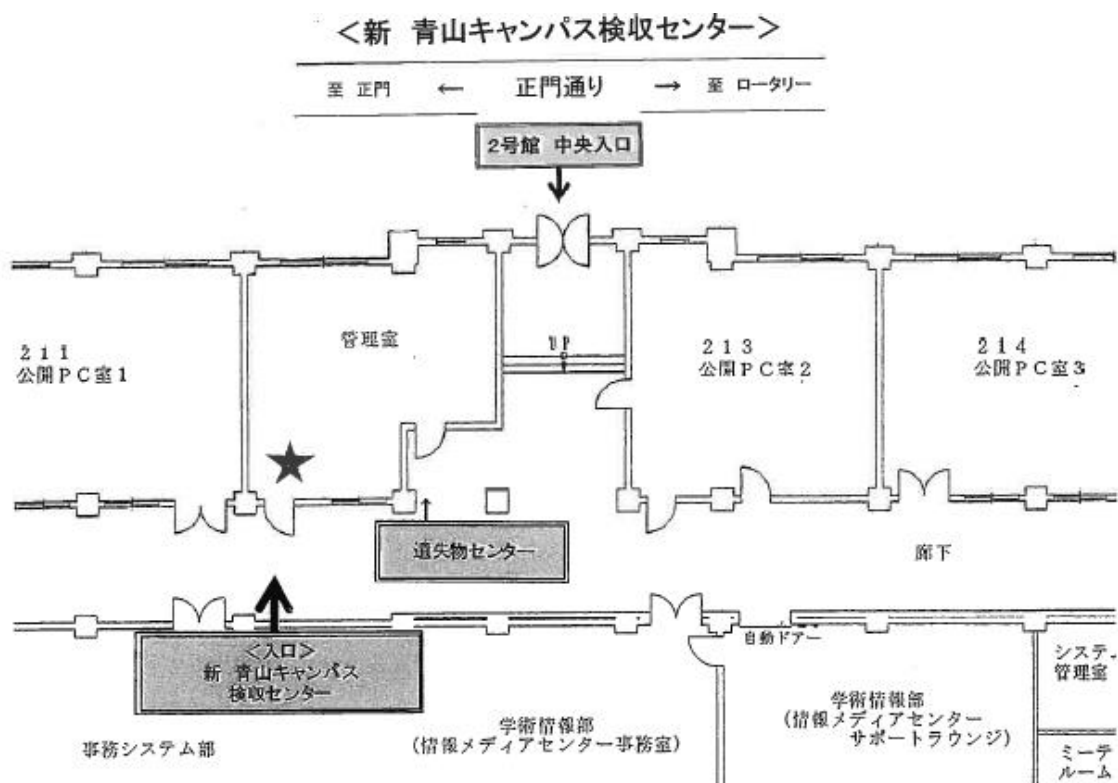 ＜新 青山キャンパス検収センター＞
至 正門 ← 正門通り → 至 ロータリー
2号館 中央入口
管理室
UP
211
公開PC室1
213
公開PC室2
214
公開PC室3
遺失物センター
廊下
＜入口＞
新 青山キャンパス
検収センター
自動ドアー
システ
管理室
学術情報部
(情報メディアセンター
サポートラウンジ)
学術情報部
(情報メディアセンター事務室)
事務システム部
ミーテ
ルーム